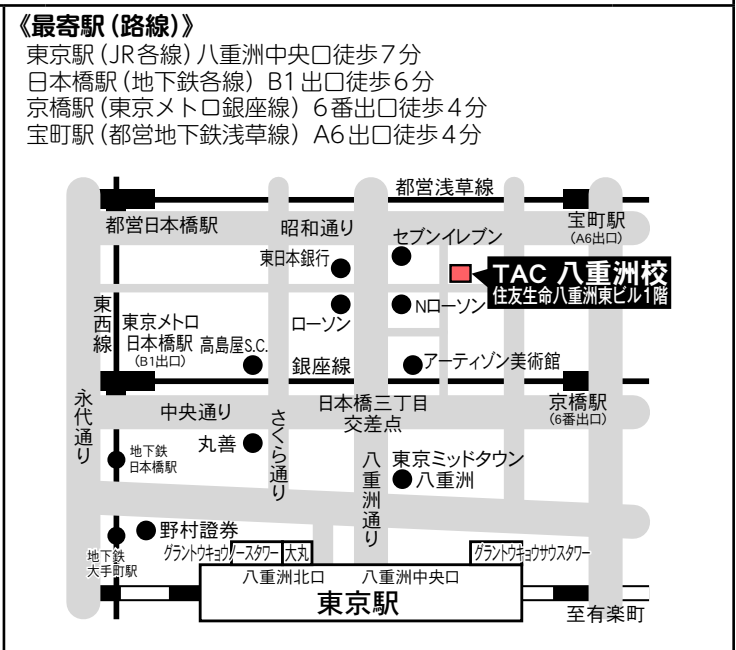 《最寄駅(路線)》
東京駅(JR各線)八重洲中央口徒歩7分
日本橋駅(地下鉄各線) B1出口徒歩6分
京橋駅(東京メトロ銀座線) 6番出口徒歩4分
宝町駅(都営地下鉄浅草線) A6出口徒歩4分
都営浅草線
都営日本橋駅
昭和通り
宝町駅
(A6出口)
セブンイレブン
東日本銀行
TAC 八重洲校
住友生命八重洲東ビル1階
東西線
ローソン
Nローソン
東京メトロ
日本橋駅
(B1出口)
高島屋S.C.
銀座線
アーティゾン美術館
永代通り
中央通り
さくら通り
日本橋三丁目
交差点
京橋駅
(6番出口)
丸善
地下鉄
日本橋駅
八重洲通り
東京ミッドタウン
八重洲
野村證券
地下鉄
大手町駅
グラントウキョウノースタワー
大丸
グラントウキョウサウスタワー
八重洲北口
八重洲中央口
東京駅
至有楽町